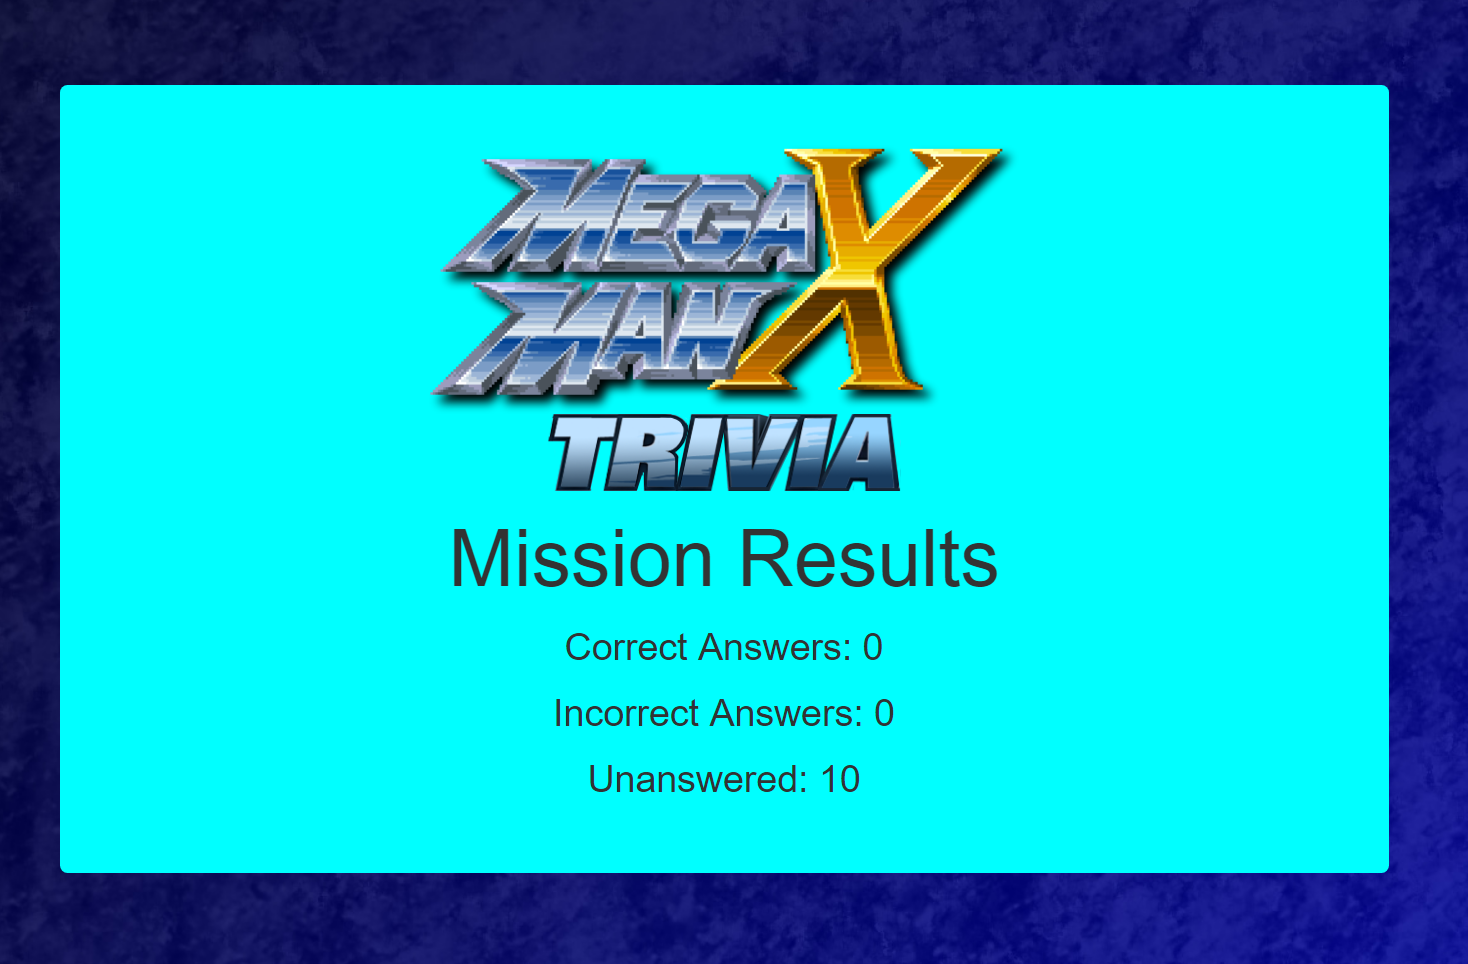 MEGA
MAN X
TRIVIA
Mission Results
Correct Answers: 0
Incorrect Answers: 0
Unanswered: 10